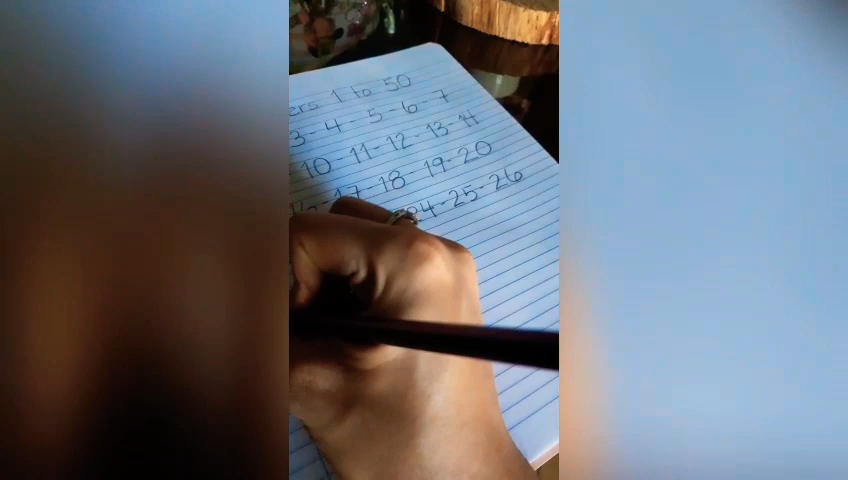 ers 1 to 50
3 - 4 - 5 - 6 - 7
10 - 11 - 12 - 13 - 14
17 - 18 - 19 - 20
24 - 25 - 26